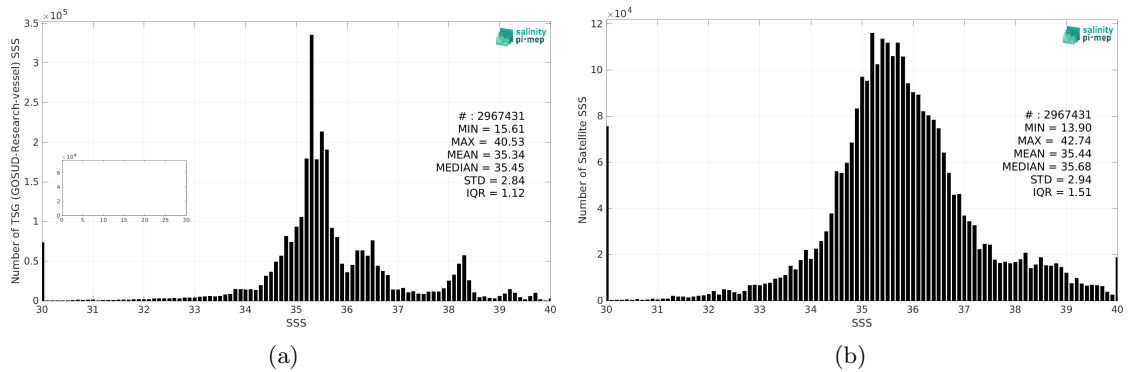 ×10⁵
3.5
3
2.5
2
1.5
1
0.5
0
Number of TSG (GOSUD-Research-vessel) SSS
salinity
pi-mep
# : 2967431
MIN = 15.61
MAX = 40.53
MEAN = 35.34
MEDIAN = 35.45
STD = 2.84
IQR = 1.12
×10⁴
6
4
2
0
0 5 10 15 20 25 30
30 31 32 33 34 35 36 37 38 39 40
SSS
(a)
×10⁴
12
10
8
6
4
2
0
Number of Satellite SSS
salinity
pi-mep
# : 2967431
MIN = 13.90
MAX = 42.74
MEAN = 35.44
MEDIAN = 35.68
STD = 2.94
IQR = 1.51
30 31 32 33 34 35 36 37 38 39 40
SSS
(b)